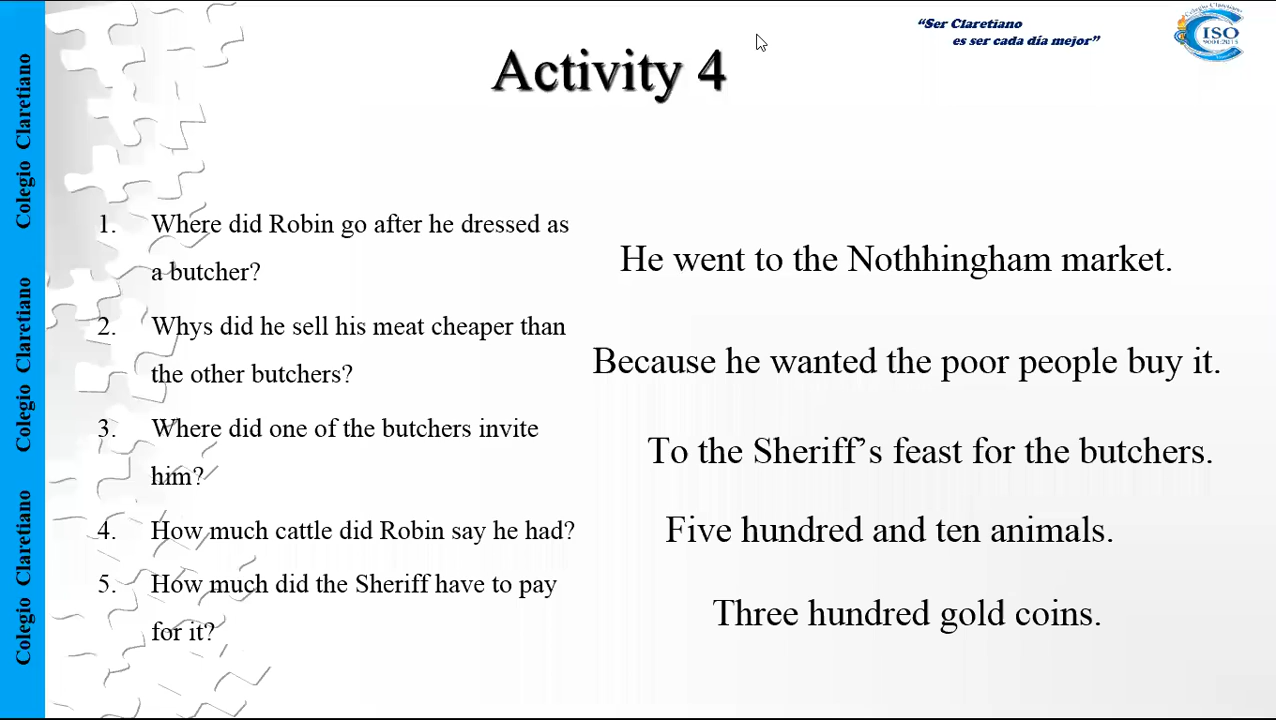 “Ser Claretiano
es ser cada día mejor”
ISO
9001:2015
Activity 4
1. Where did Robin go after he dressed as
a butcher?
He went to the Nothhingham market.
2. Whys did he sell his meat cheaper than
the other butchers?
Because he wanted the poor people buy it.
3. Where did one of the butchers invite
him?
To the Sheriff’s feast for the butchers.
4. How much cattle did Robin say he had?
Five hundred and ten animals.
5. How much did the Sheriff have to pay
for it?
Three hundred gold coins.
Colegio Claretiano
Colegio Claretiano
Colegio Claretiano